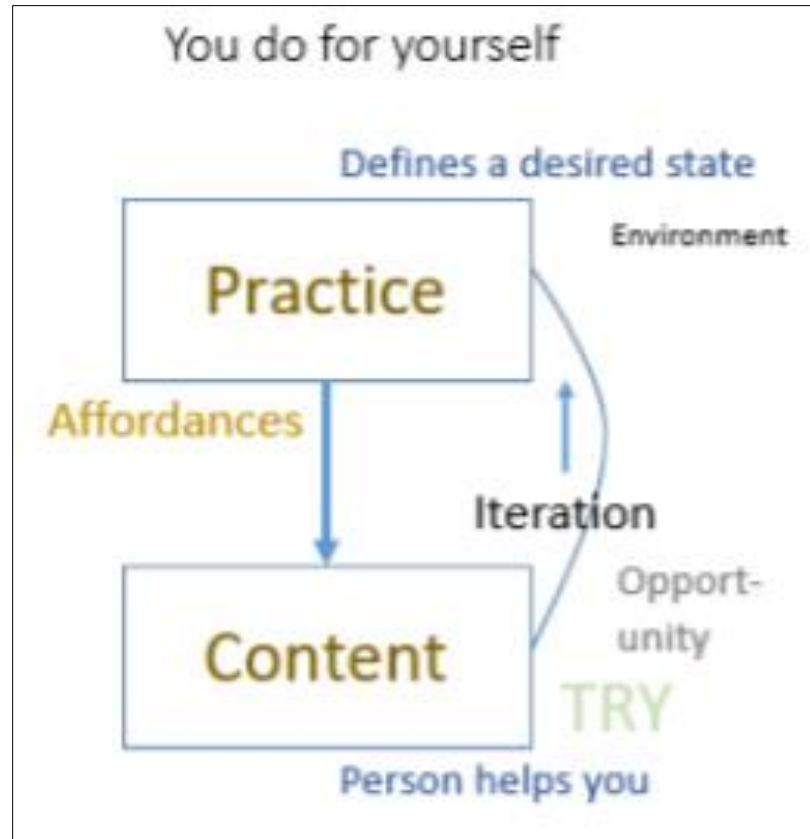 You do for yourself
Defines a desired state
Environment
Practice
Affordances
Iteration
Opport-
unity
Content
TRY
Person helps you